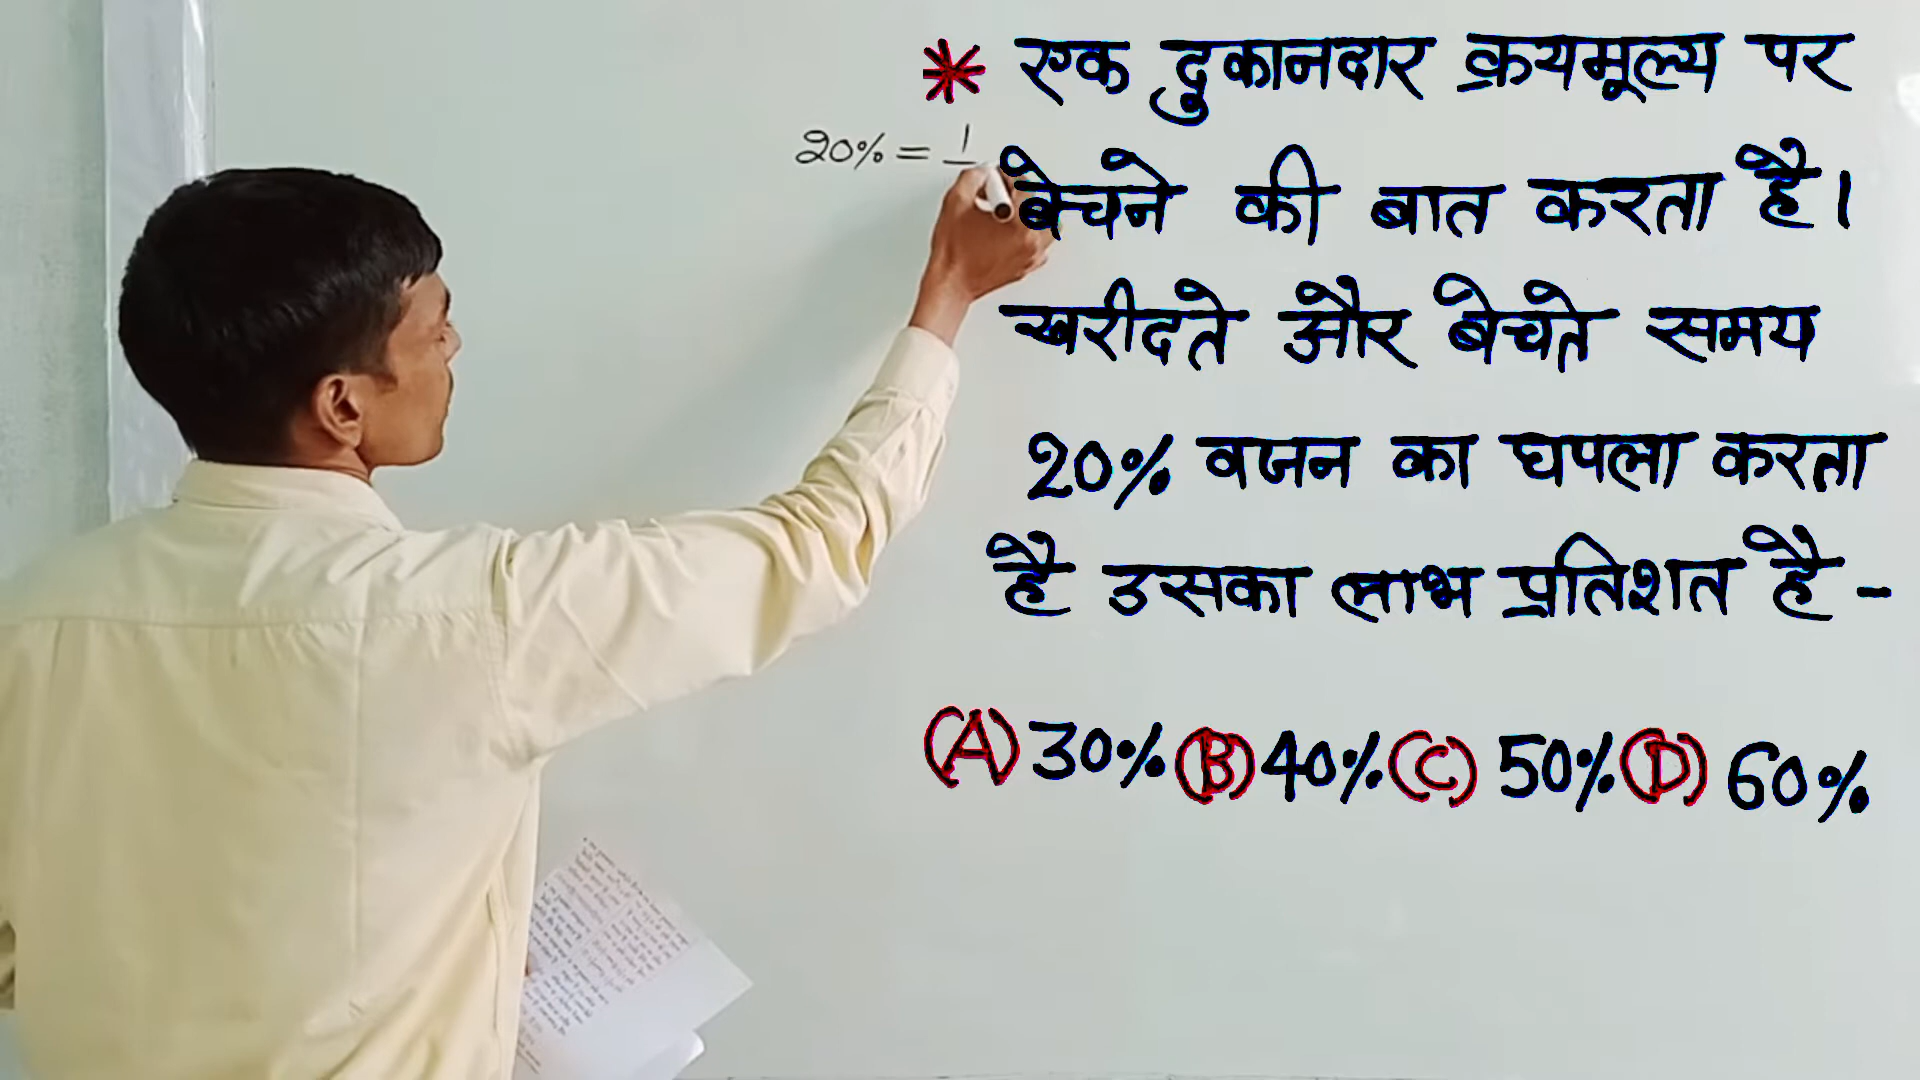 20% = 1
* एक दुकानदार क्रयमूल्य पर
बेचने की बात करता है।
खरीदते और बेचते समय
20% वजन का घपला करता
है उसका लाभ प्रतिशत है -
(A) 30% (B) 40% (C) 50% (D) 60%